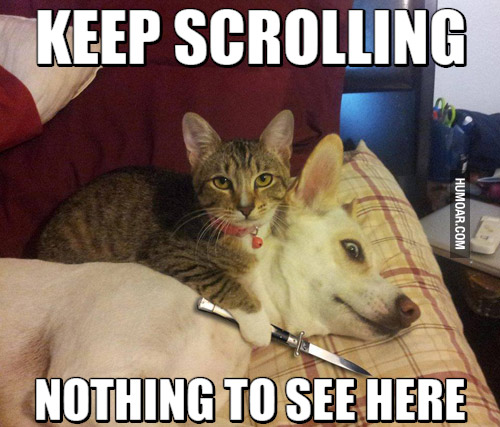 KEEP SCROLLING
HUMOAR.COM
NOTHING TO SEE HERE